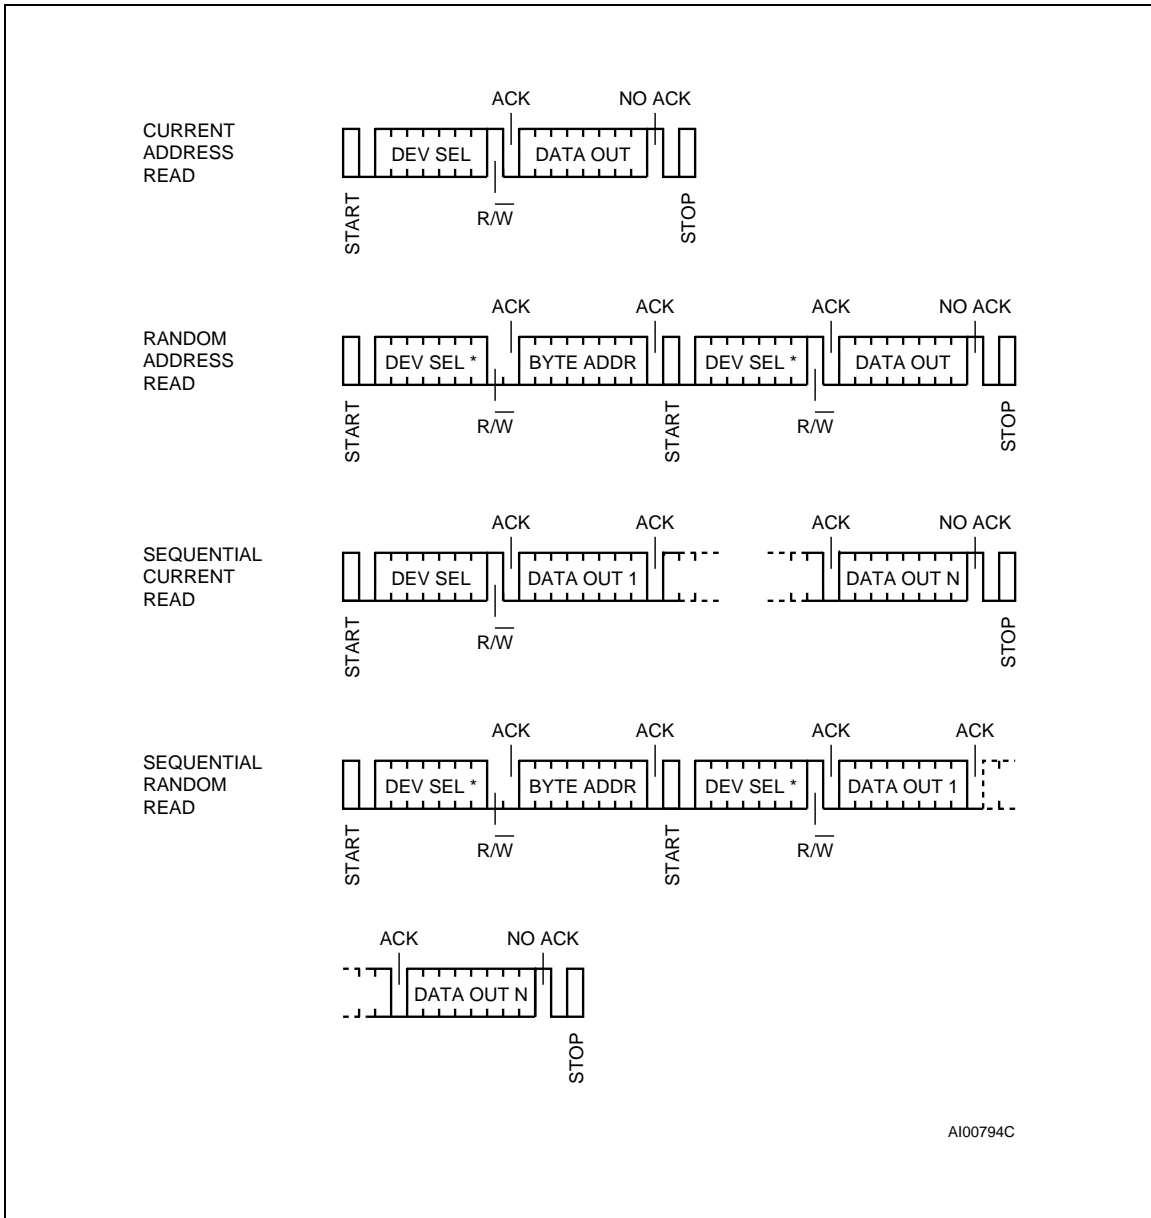 ACK NO ACK
CURRENT
ADDRESS
READ
DEV SEL DATA OUT
R/W̅
START STOP
ACK ACK ACK NO ACK
RANDOM
ADDRESS
READ
DEV SEL * BYTE ADDR DEV SEL * DATA OUT
R/W̅ R/W̅
START START STOP
ACK ACK ACK NO ACK
SEQUENTIAL
CURRENT
READ
DEV SEL DATA OUT 1 DATA OUT N
R/W̅
START STOP
ACK ACK ACK ACK
SEQUENTIAL
RANDOM
READ
DEV SEL * BYTE ADDR DEV SEL * DATA OUT 1
R/W̅ R/W̅
START START
ACK NO ACK
DATA OUT N
STOP
AI00794C